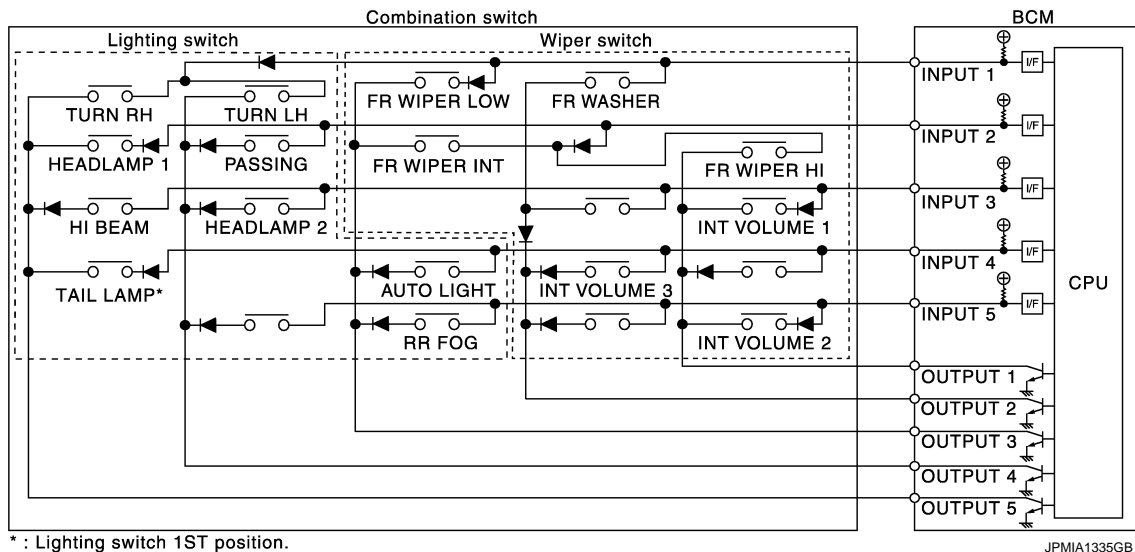 Combination switch
BCM
Lighting switch
Wiper switch
INPUT 1
I/F
TURN RH
TURN LH
FR WIPER LOW
FR WASHER
INPUT 2
I/F
HEADLAMP 1
PASSING
FR WIPER INT
FR WIPER HI
INPUT 3
I/F
HI BEAM
HEADLAMP 2
INT VOLUME 1
INPUT 4
I/F
CPU
TAIL LAMP*
AUTO LIGHT
INT VOLUME 3
INPUT 5
I/F
RR FOG
INT VOLUME 2
OUTPUT 1
OUTPUT 2
OUTPUT 3
OUTPUT 4
OUTPUT 5
* : Lighting switch 1ST position.
JPMIA1335GB